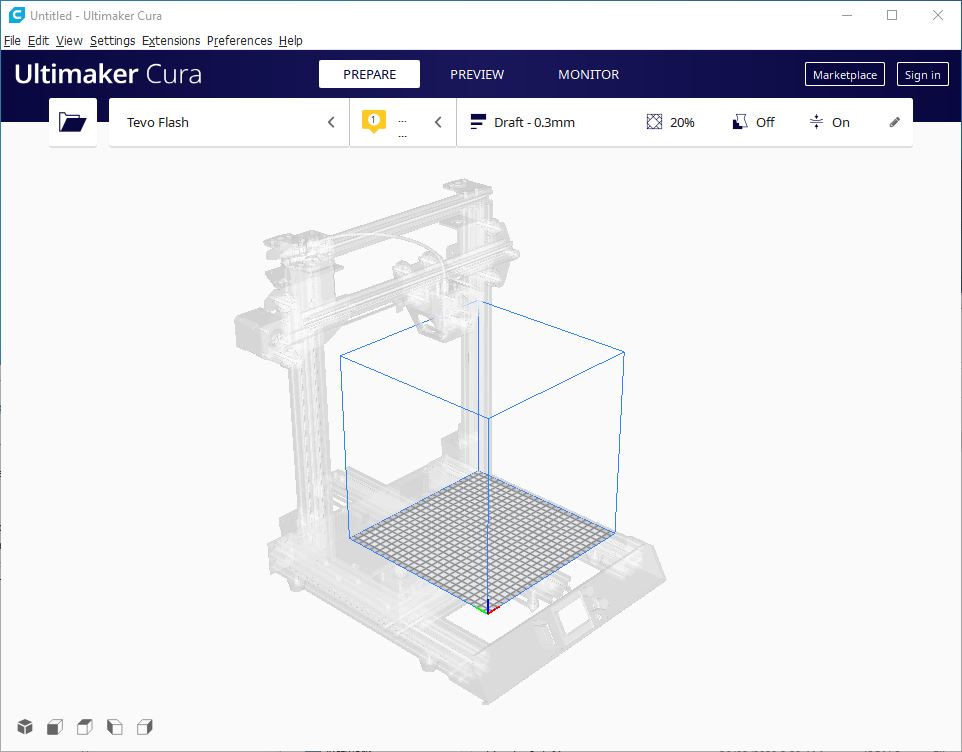 Untitled - Ultimaker Cura
File Edit View Settings Extensions Preferences Help
Ultimaker Cura
PREPARE
PREVIEW
MONITOR
Marketplace
Sign in
Tevo Flash
1
...
...
Draft - 0.3mm
20%
Off
On